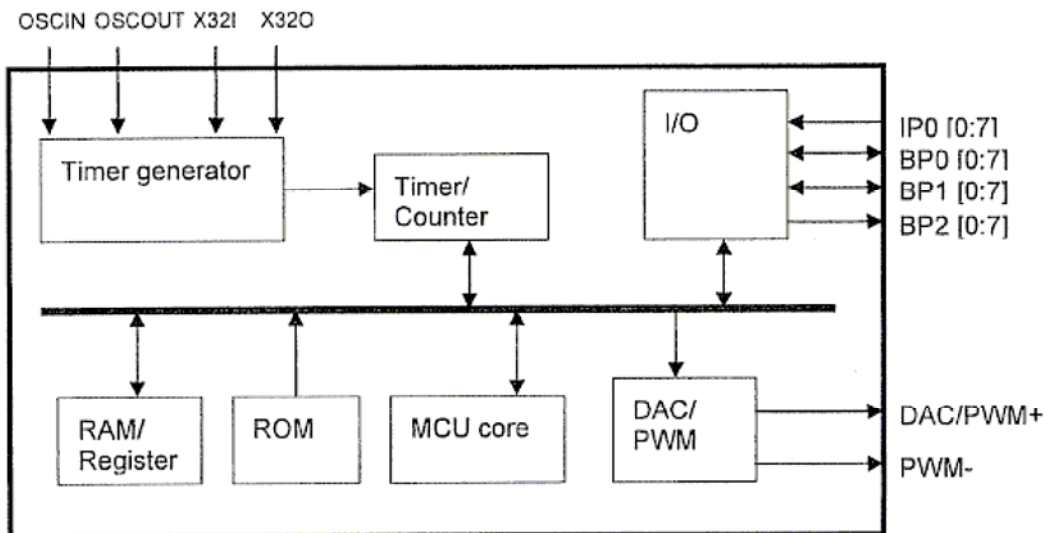 OSCIN OSCOUT X32I X32O
Timer generator
Timer/
Counter
I/O
IP0 [0:7]
BP0 [0:7]
BP1 [0:7]
BP2 [0:7]
RAM/
Register
ROM
MCU core
DAC/
PWM
DAC/PWM+
PWM-